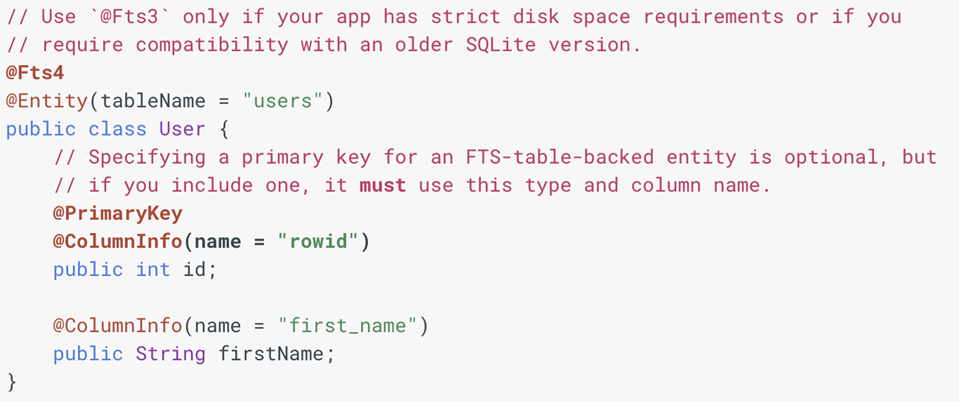 // Use `@Fts3` only if your app has strict disk space requirements or if you
// require compatibility with an older SQLite version.
@Fts4
@Entity(tableName = "users")
public class User {
    // Specifying a primary key for an FTS-table-backed entity is optional, but
    // if you include one, it must use this type and column name.
    @PrimaryKey
    @ColumnInfo(name = "rowid")
    public int id;

    @ColumnInfo(name = "first_name")
    public String firstName;
}